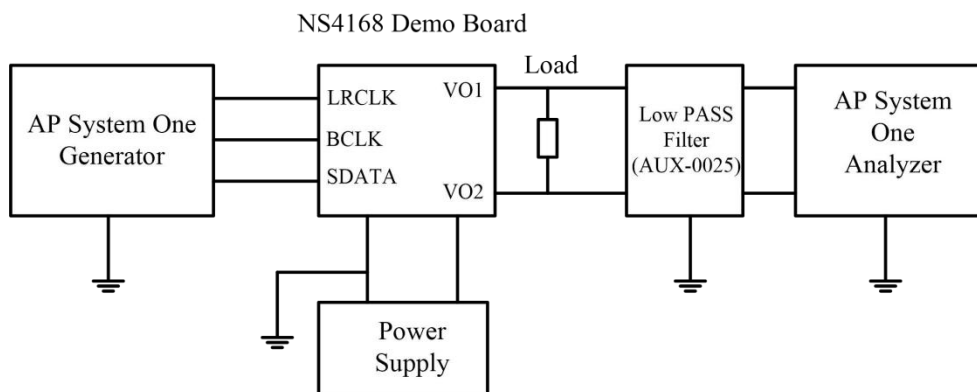 NS4168 Demo Board
AP System One
Generator
LRCLK
BCLK
SDATA
VO1
VO2
Load
Low PASS
Filter
(AUX-0025)
AP System
One
Analyzer
Power
Supply